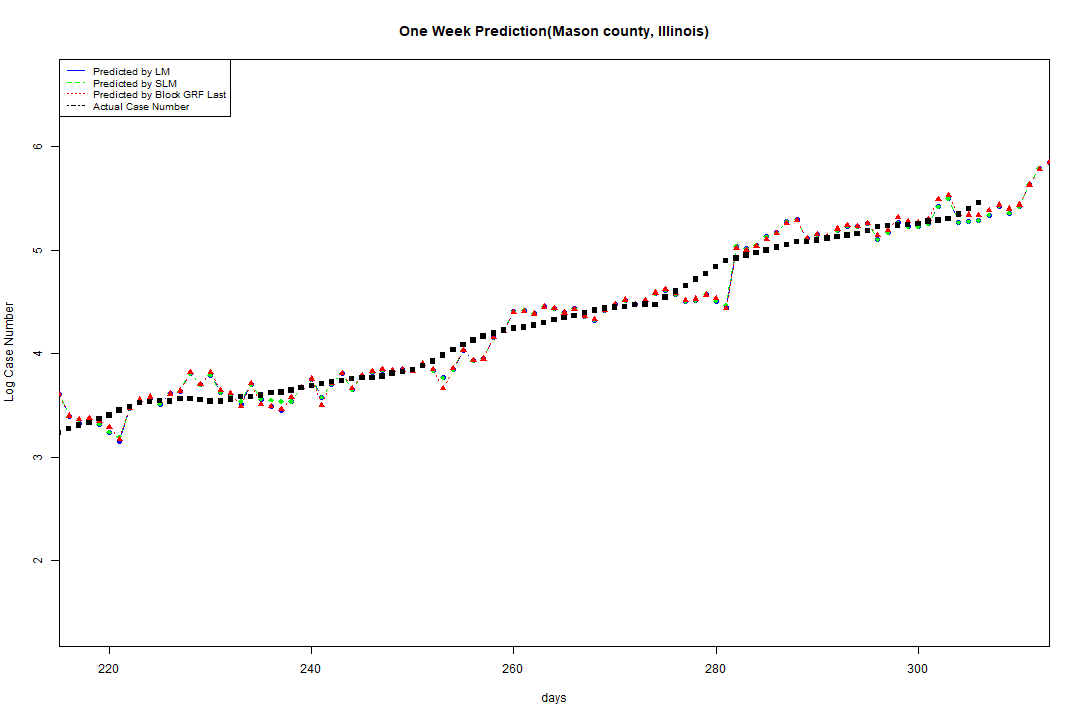 One Week Prediction(Mason county, Illinois)
Predicted by LM
Predicted by SLM
Predicted by Block GRF Last
Actual Case Number
Log Case Number
6
5
4
3
2
220 240 260 280 300
days